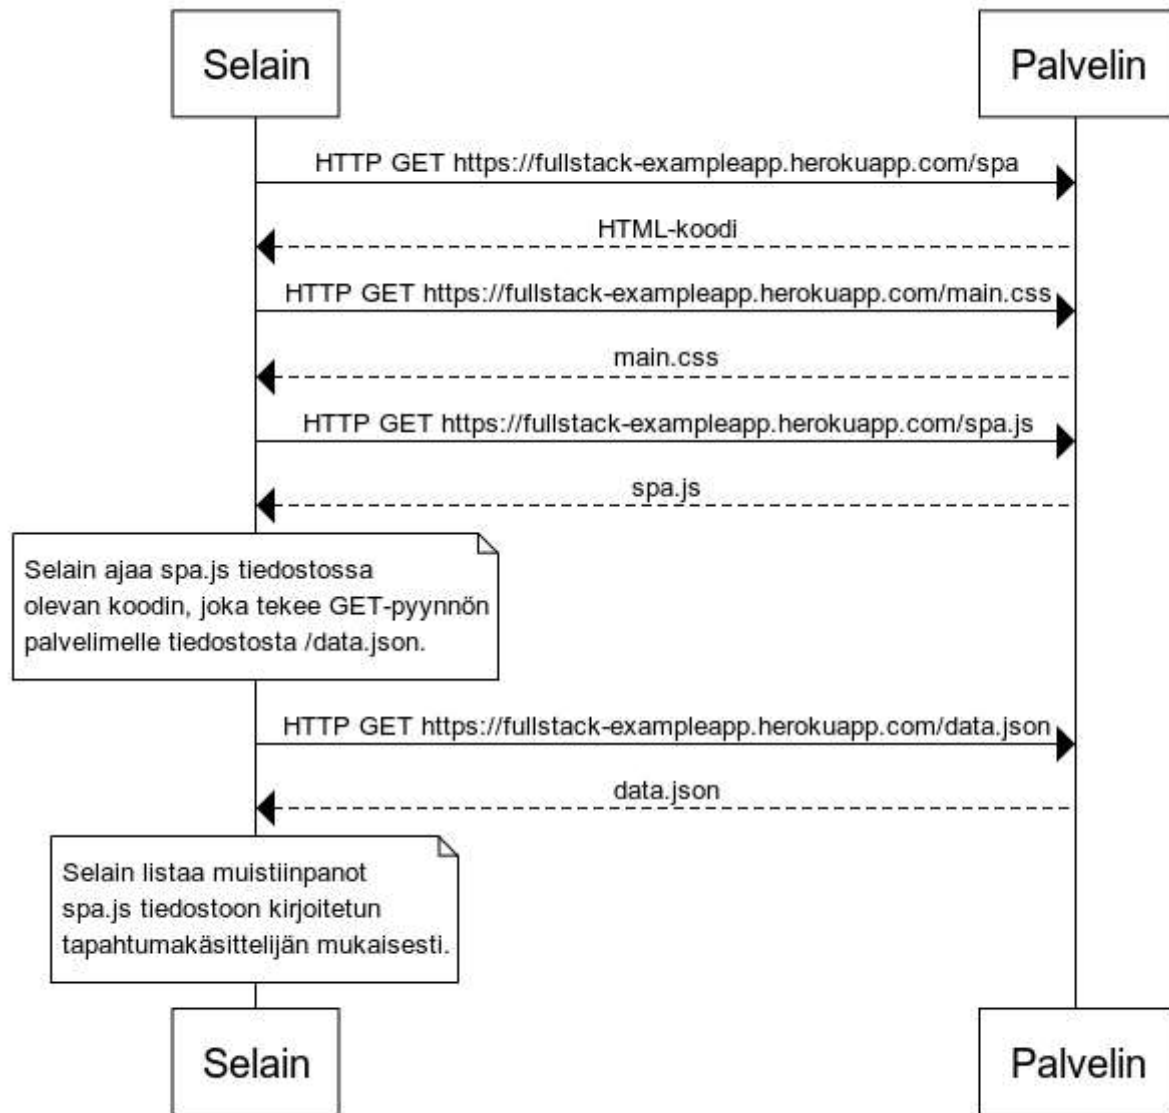 Selain
Palvelin
HTTP GET https://fullstack-exampleapp.herokuapp.com/spa
HTML-koodi
HTTP GET https://fullstack-exampleapp.herokuapp.com/main.css
main.css
HTTP GET https://fullstack-exampleapp.herokuapp.com/spa.js
spa.js
Selain ajaa spa.js tiedostossa
olevan koodin, joka tekee GET-pyynnön
palvelimelle tiedostosta /data.json.
HTTP GET https://fullstack-exampleapp.herokuapp.com/data.json
data.json
Selain listaa muistiinpanot
spa.js tiedostoon kirjoitetun
tapahtumakäsittelijän mukaisesti.
Selain
Palvelin